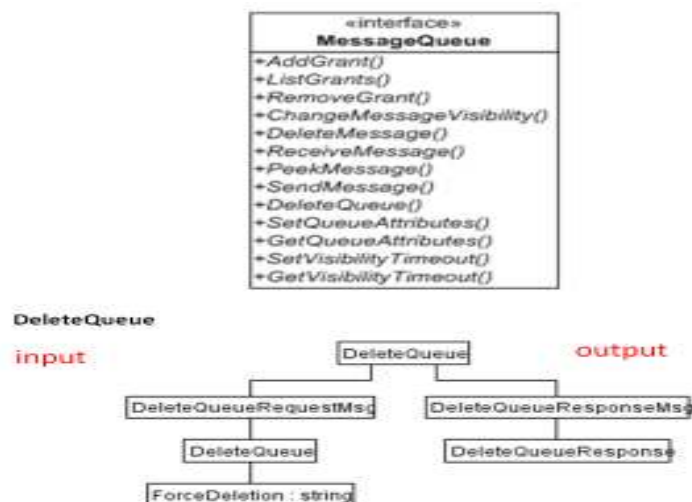 «interface»
MessageQueue
+AddGrant()
+ListGrants()
+RemoveGrant()
+ChangeMessageVisibility()
+DeleteMessage()
+ReceiveMessage()
+PeekMessage()
+SendMessage()
+DeleteQueue()
+SetQueueAttributes()
+GetQueueAttributes()
+SetVisibilityTimeout()
+GetVisibilityTimeout()
DeleteQueue
input
DeleteQueue
output
DeleteQueueRequestMsg
DeleteQueueResponseMsg
DeleteQueue
DeleteQueueResponse
ForceDeletion : string